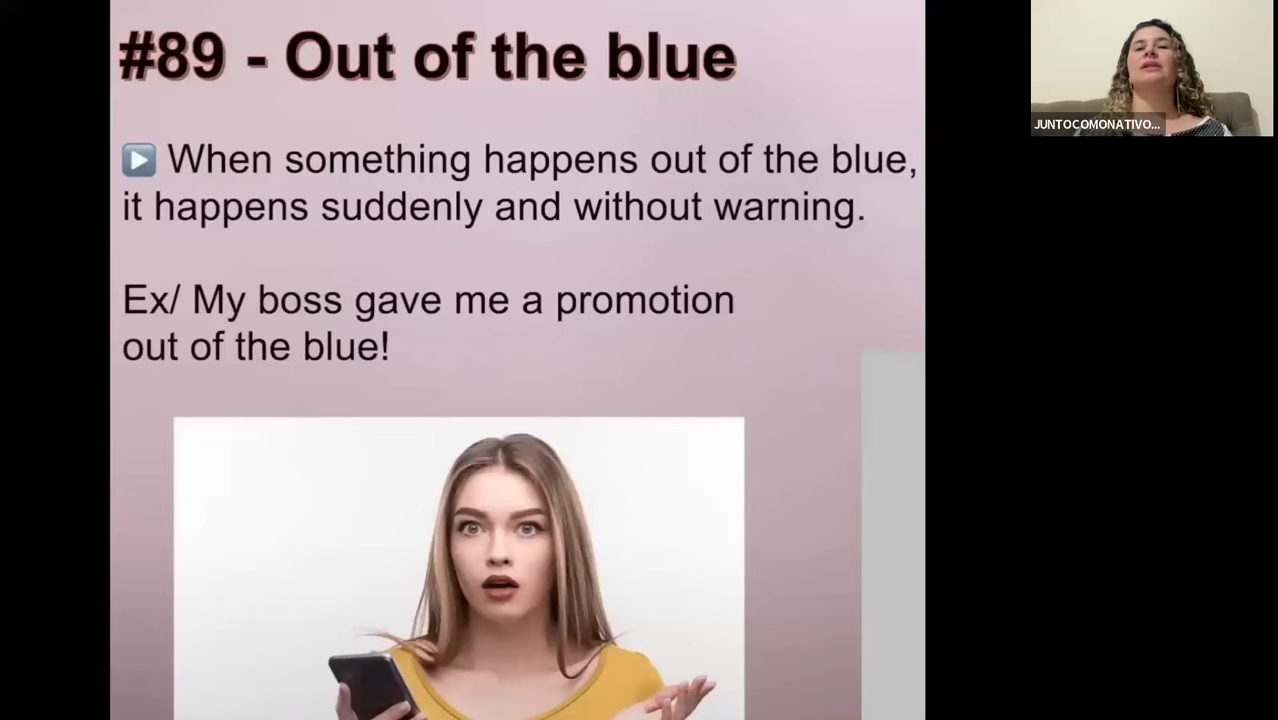 #89 - Out of the blue
When something happens out of the blue,
it happens suddenly and without warning.
Ex/ My boss gave me a promotion
out of the blue!
JUNTOCOMONATIVO...